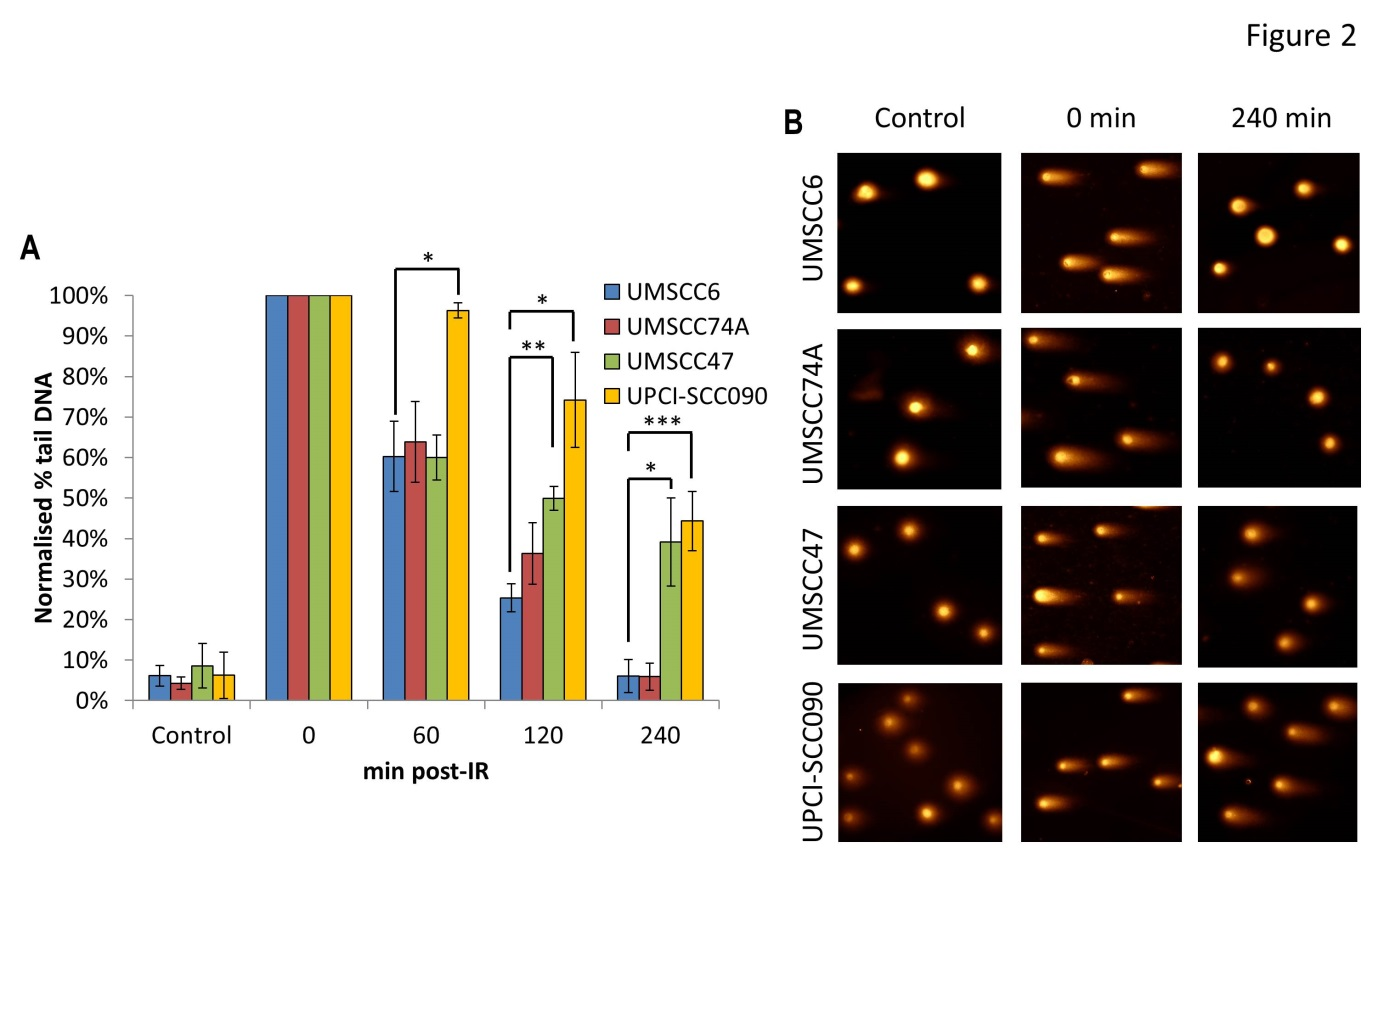 Figure 2
A
Normalised % tail DNA
100%
90%
80%
70%
60%
50%
40%
30%
20%
10%
0%
Control
0
60
120
240
min post-IR
*
*
**
***
*
UMSCC6
UMSCC74A
UMSCC47
UPCI-SCC090
B
Control
0 min
240 min
UMSCC6
UMSCC74A
UMSCC47
UPCI-SCC090